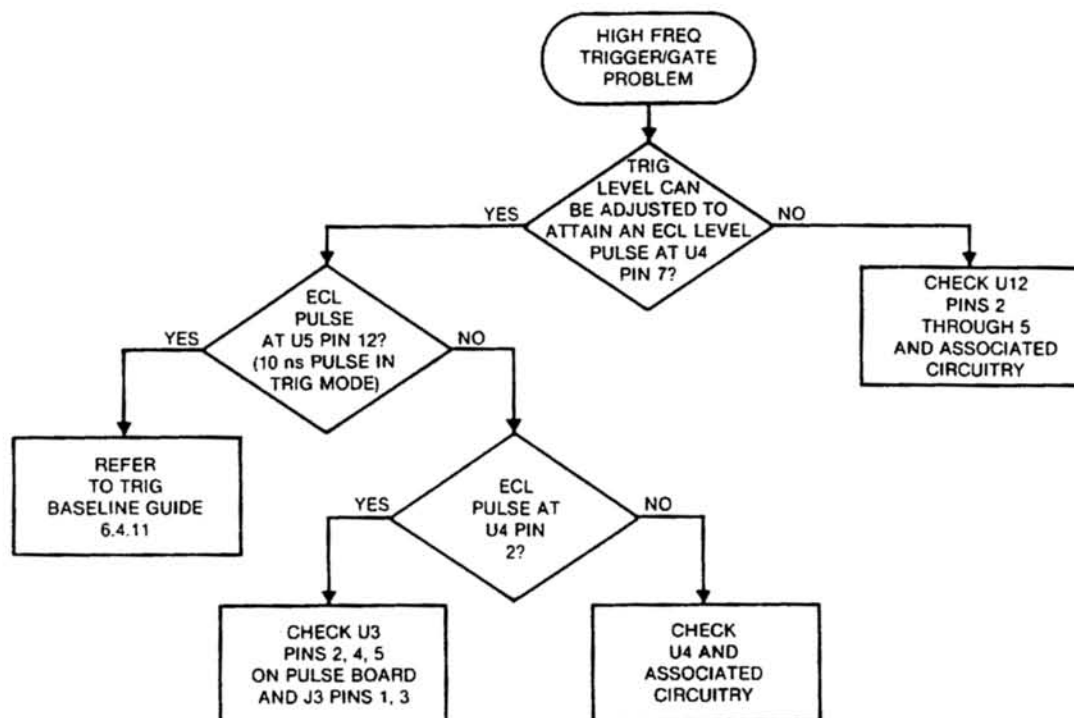 HIGH FREQ
TRIGGER/GATE
PROBLEM
TRIG
LEVEL CAN
BE ADJUSTED TO
ATTAIN AN ECL LEVEL
PULSE AT U4
PIN 7?
YES
NO
ECL
PULSE
AT U5 PIN 12?
(10 ns PULSE IN
TRIG MODE)
YES
NO
CHECK U12
PINS 2
THROUGH 5
AND ASSOCIATED
CIRCUITRY
REFER
TO TRIG
BASELINE GUIDE
6.4.11
ECL
PULSE AT
U4 PIN
2?
YES
NO
CHECK U3
PINS 2, 4, 5
ON PULSE BOARD
AND J3 PINS 1, 3
CHECK
U4 AND
ASSOCIATED
CIRCUITRY